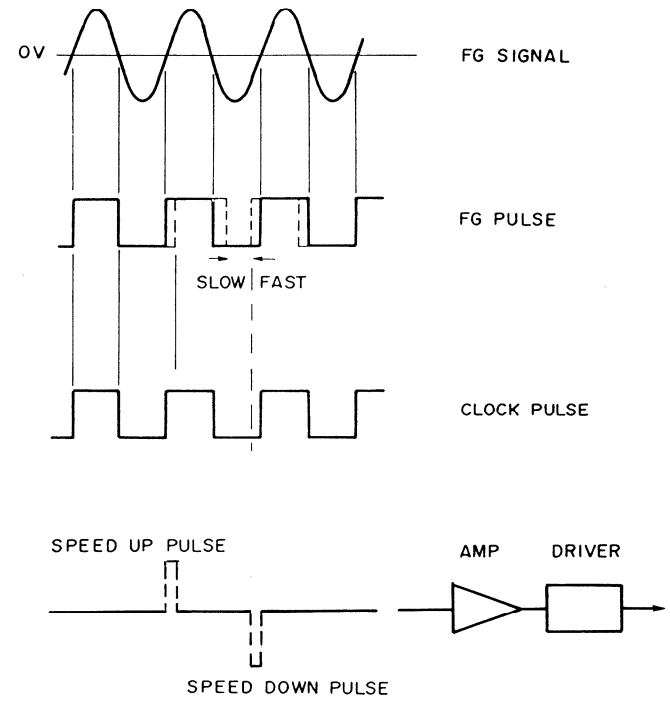 OV
FG SIGNAL
FG PULSE
SLOW FAST
CLOCK PULSE
SPEED UP PULSE
AMP
DRIVER
SPEED DOWN PULSE